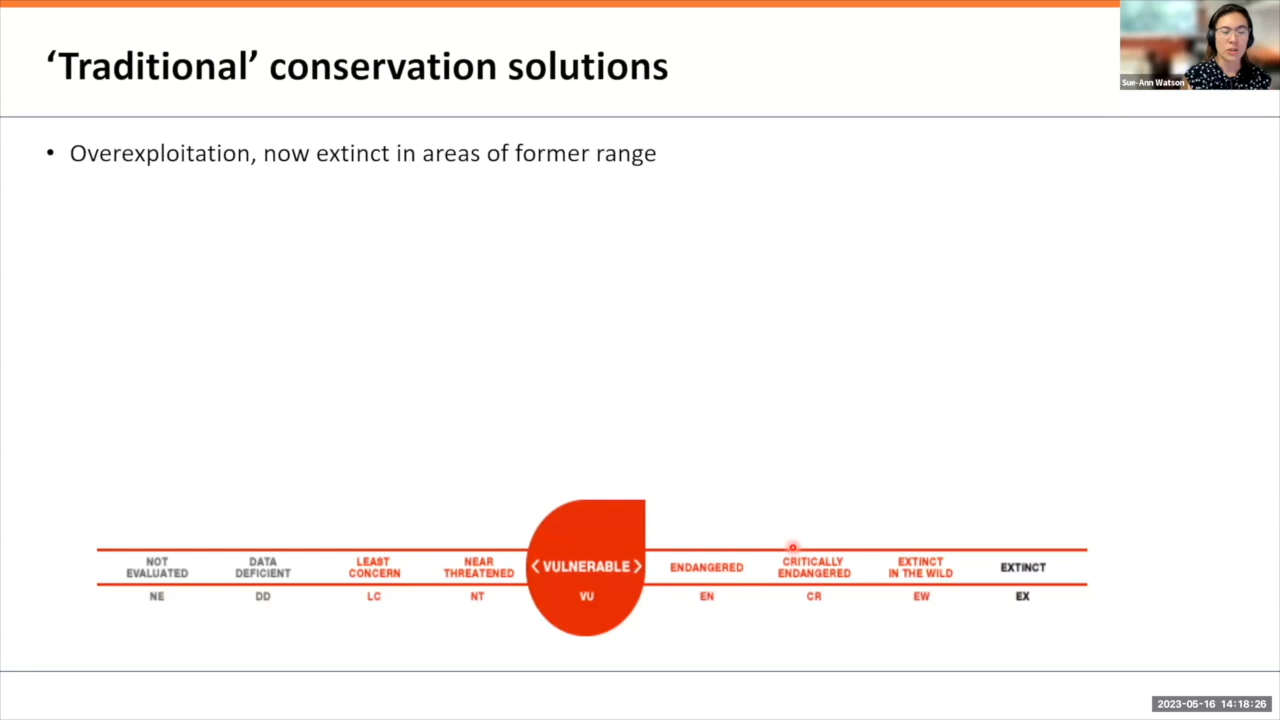 ‘Traditional’ conservation solutions
Sue-Ann Watson
• Overexploitation, now extinct in areas of former range
NOT EVALUATED
NE
DATA DEFICIENT
DD
LEAST CONCERN
LC
NEAR THREATENED
NT
< VULNERABLE >
VU
ENDANGERED
EN
CRITICALLY ENDANGERED
CR
EXTINCT IN THE WILD
EW
EXTINCT
EX
2023-05-16 14:18:26